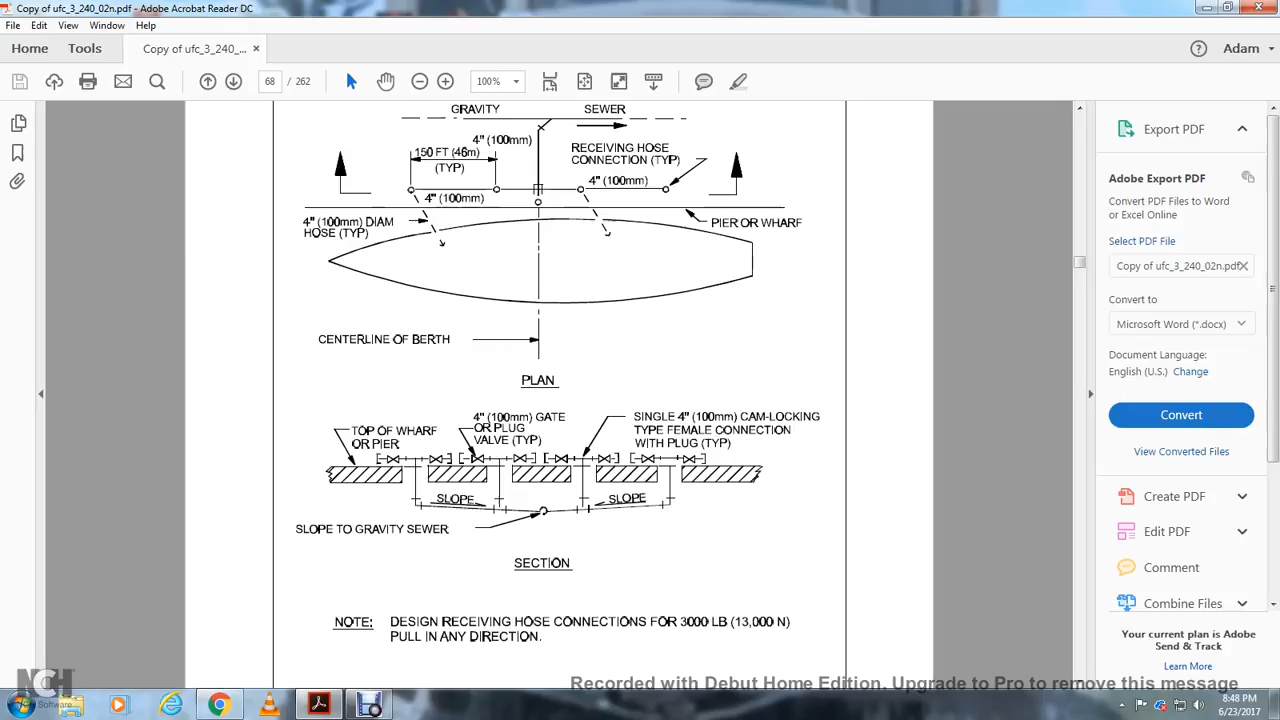 Copy of ufc_3_240_02n.pdf - Adobe Acrobat Reader DC
File Edit View Window Help
Home Tools Copy of ufc_3_240_... × Adam
68 / 262 100%
GRAVITY SEWER
4" (100mm)
150 FT (46m)
(TYP)
RECEIVING HOSE
CONNECTION (TYP)
4" (100mm)
4" (100mm)
4" (100mm) DIAM
HOSE (TYP)
PIER OR WHARF
CENTERLINE OF BERTH
PLAN
TOP OF WHARF
OR PIER
4" (100mm) GATE
OR PLUG
VALVE (TYP)
SINGLE 4" (100mm) CAM-LOCKING
TYPE FEMALE CONNECTION
WITH PLUG (TYP)
SLOPE SLOPE
SLOPE TO GRAVITY SEWER
SECTION
NOTE: DESIGN RECEIVING HOSE CONNECTIONS FOR 3000 LB (13,000 N)
PULL IN ANY DIRECTION.
Export PDF
Adobe Export PDF
Convert PDF Files to Word
or Excel Online
Select PDF File
Copy of ufc_3_240_02n.pdf ×
Convert to
Microsoft Word (*.docx)
Document Language:
English (U.S.) Change
Convert
View Converted Files
Create PDF
Edit PDF
Comment
Combine Files
Your current plan is Adobe
Send & Track
Learn More
NCH
Software
Recorded with Debut Home Edition. Upgrade to Pro to remove this message
8:48 PM
6/23/2017